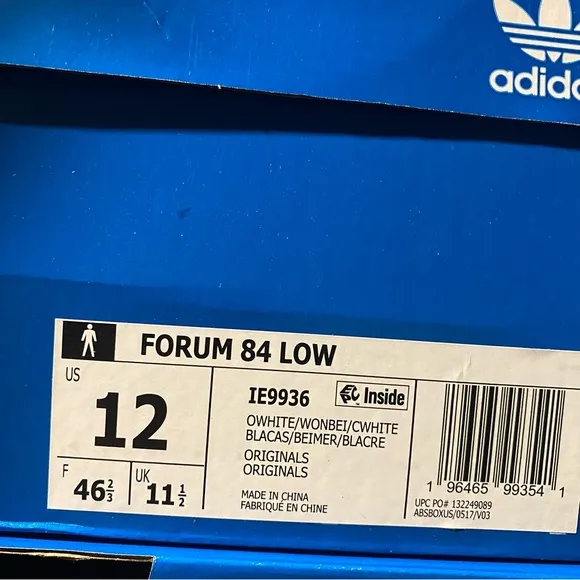 adid
FORUM 84 LOW
US
12
F
46 2/3
UK
11 1/2
IE9936
Inside
OWHITE/WONBEI/CWHITE
BLACAS/BEIMER/BLACRE
ORIGINALS
ORIGINALS
MADE IN CHINA
FABRIQUÉ EN CHINE
1 96465 99354 1
UPC PO# 132249089
ABSBOXUS/0517/V03